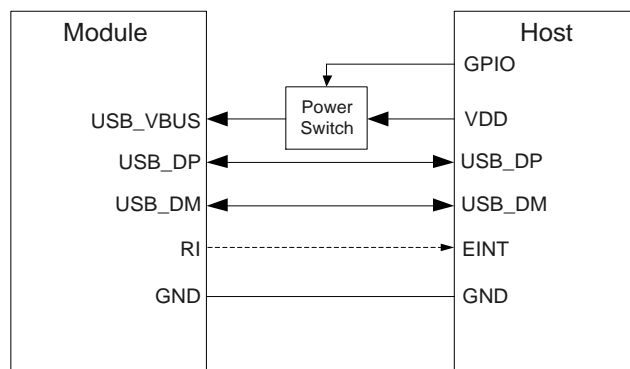 Module
Host
GPIO
Power
Switch
USB_VBUS
VDD
USB_DP
USB_DP
USB_DM
USB_DM
RI
EINT
GND
GND